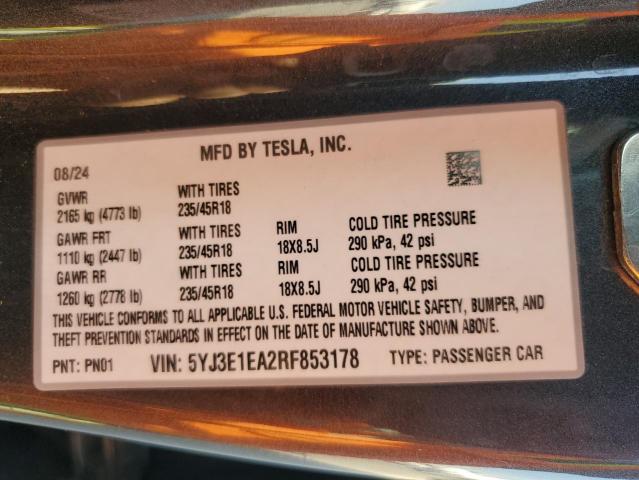 MFD BY TESLA, INC.
08/24
GVWR WITH TIRES
2165 kg (4773 lb) 235/45R18
GAWR FRT WITH TIRES RIM COLD TIRE PRESSURE
1110 kg (2447 lb) 235/45R18 18X8.5J 290 kPa, 42 psi
GAWR RR WITH TIRES RIM COLD TIRE PRESSURE
1260 kg (2778 lb) 235/45R18 18X8.5J 290 kPa, 42 psi
THIS VEHICLE CONFORMS TO ALL APPLICABLE U.S. FEDERAL MOTOR VEHICLE SAFETY, BUMPER, AND
THEFT PREVENTION STANDARDS IN EFFECT ON THE DATE OF MANUFACTURE SHOWN ABOVE.
PNT: PN01 VIN: 5YJ3E1EA2RF853178 TYPE: PASSENGER CAR